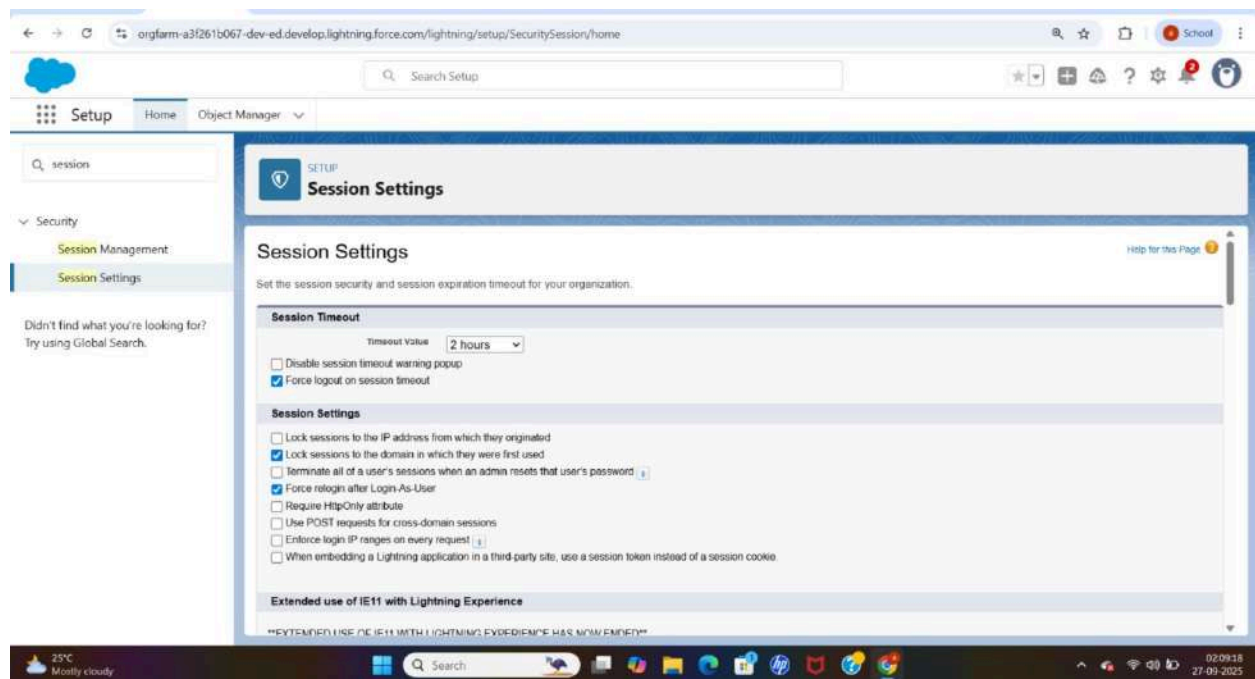 orgfarm-a3f261b067-dev-ed.develop.lightning.force.com/lightning/setup/SecuritySession/home
School
Search Setup
2
Setup
Home
Object Manager
session
SETUP
Session Settings
Security
Session Management
Session Settings
Didn't find what you're looking for?
Try using Global Search.
Session Settings
Help for this Page
Set the session security and session expiration timeout for your organization.
Session Timeout
Timeout Value
2 hours
Disable session timeout warning popup
Force logout on session timeout
Session Settings
Lock sessions to the IP address from which they originated
Lock sessions to the domain in which they were first used
Terminate all of a user's sessions when an admin resets that user's password
Force relogin after Login-As-User
Require HttpOnly attribute
Use POST requests for cross-domain sessions
Enforce login IP ranges on every request
When embedding a Lightning application in a third-party site, use a session token instead of a session cookie.
Extended use of IE11 with Lightning Experience
**EXTENDED USE OF IE11 WITH LIGHTNING EXPERIENCE HAS NOW ENDED**
25°C
Mostly cloudy
Search
02:09:18
27-09-2025